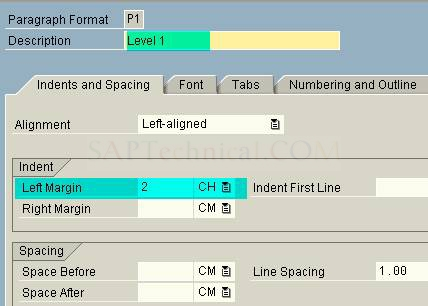 Paragraph Format P1
Description Level 1
Indents and Spacing Font Tabs Numbering and Outline
Alignment Left-aligned
SAPTechnical.COM
Indent
Left Margin 2 CH Indent First Line
Right Margin CM
Spacing
Space Before CM Line Spacing 1.00
Space After CM